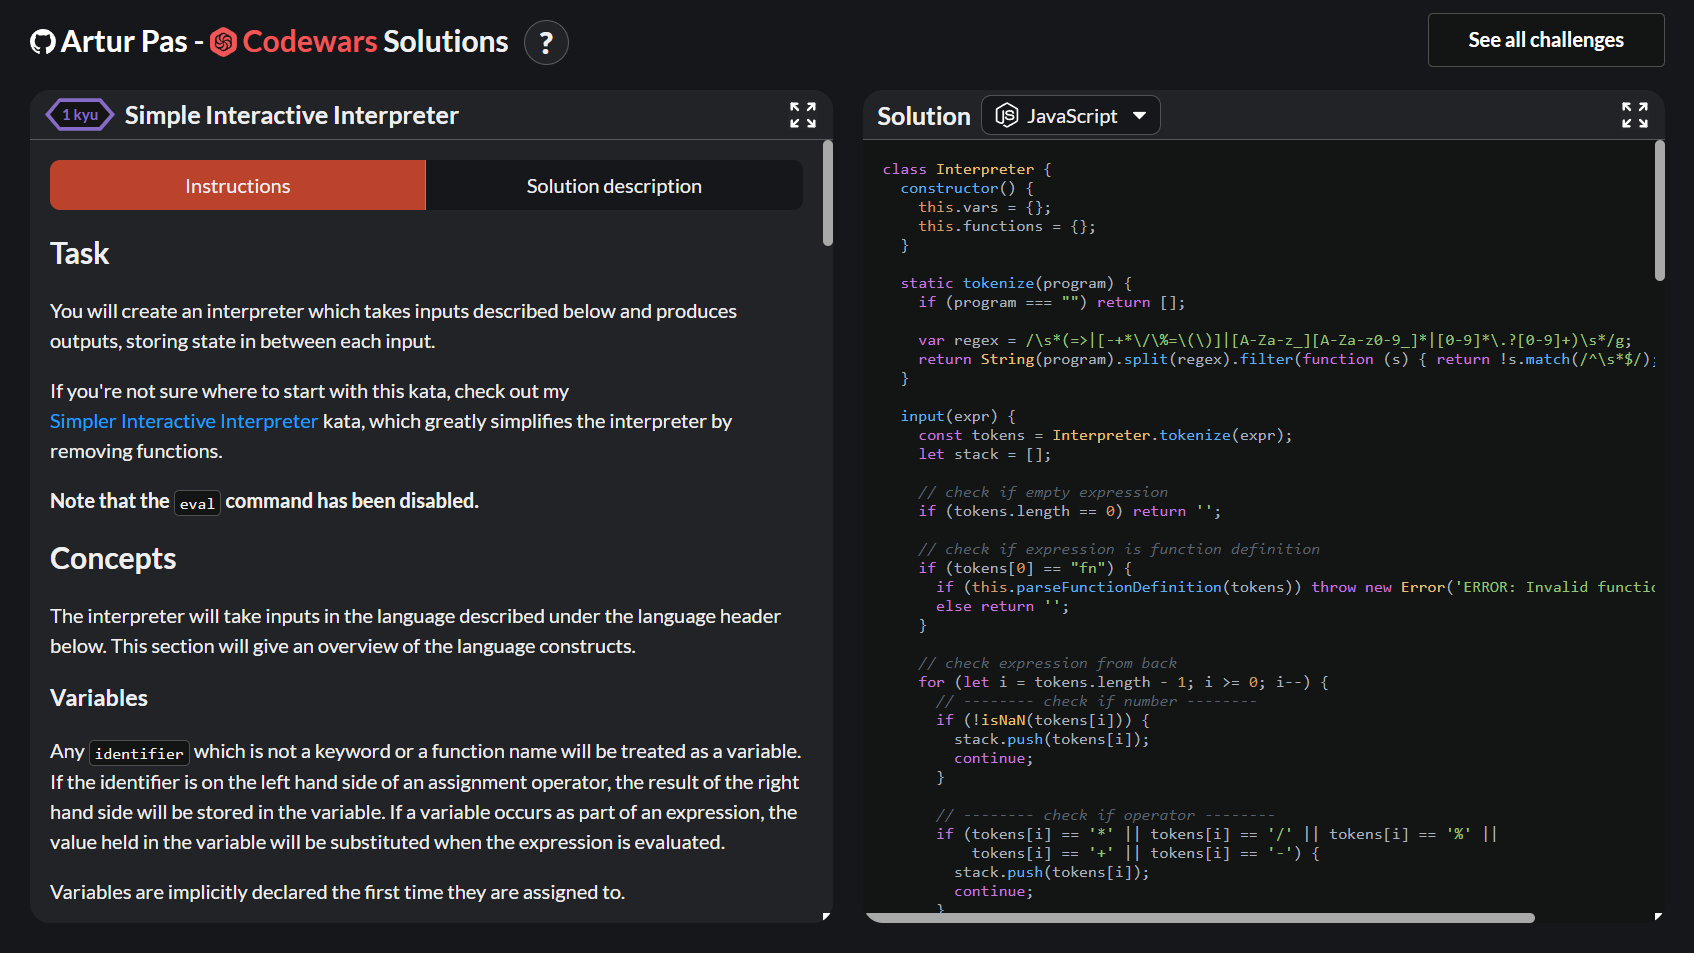 Artur Pas - Codewars Solutions ?
See all challenges
1 kyu Simple Interactive Interpreter
Instructions
Solution description
Task
You will create an interpreter which takes inputs described below and produces
outputs, storing state in between each input.
If you're not sure where to start with this kata, check out my
Simpler Interactive Interpreter kata, which greatly simplifies the interpreter by
removing functions.
Note that the eval command has been disabled.
Concepts
The interpreter will take inputs in the language described under the language header
below. This section will give an overview of the language constructs.
Variables
Any identifier which is not a keyword or a function name will be treated as a variable.
If the identifier is on the left hand side of an assignment operator, the result of the right
hand side will be stored in the variable. If a variable occurs as part of an expression, the
value held in the variable will be substituted when the expression is evaluated.
Variables are implicitly declared the first time they are assigned to.
Solution JS JavaScript
class Interpreter {
constructor() {
this.vars = {};
this.functions = {};
}
static tokenize(program) {
if (program === "") return [];
var regex = /\s*(=>|[-+*\/\%=\(\)]|[A-Za-z_][A-Za-z0-9_]*|[0-9]*\.?[0-9]+)\s*/g;
return String(program).split(regex).filter(function (s) { return !s.match(/^\s*$/);
}
input(expr) {
const tokens = Interpreter.tokenize(expr);
let stack = [];
// check if empty expression
if (tokens.length == 0) return '';
// check if expression is function definition
if (tokens[0] == "fn") {
if (this.parseFunctionDefinition(tokens)) throw new Error('ERROR: Invalid functio
else return '';
}
// check expression from back
for (let i = tokens.length - 1; i >= 0; i--) {
// -------- check if number --------
if (!isNaN(tokens[i])) {
stack.push(tokens[i]);
continue;
}
// -------- check if operator --------
if (tokens[i] == '*' || tokens[i] == '/' || tokens[i] == '%' ||
tokens[i] == '+' || tokens[i] == '-') {
stack.push(tokens[i]);
continue;
}